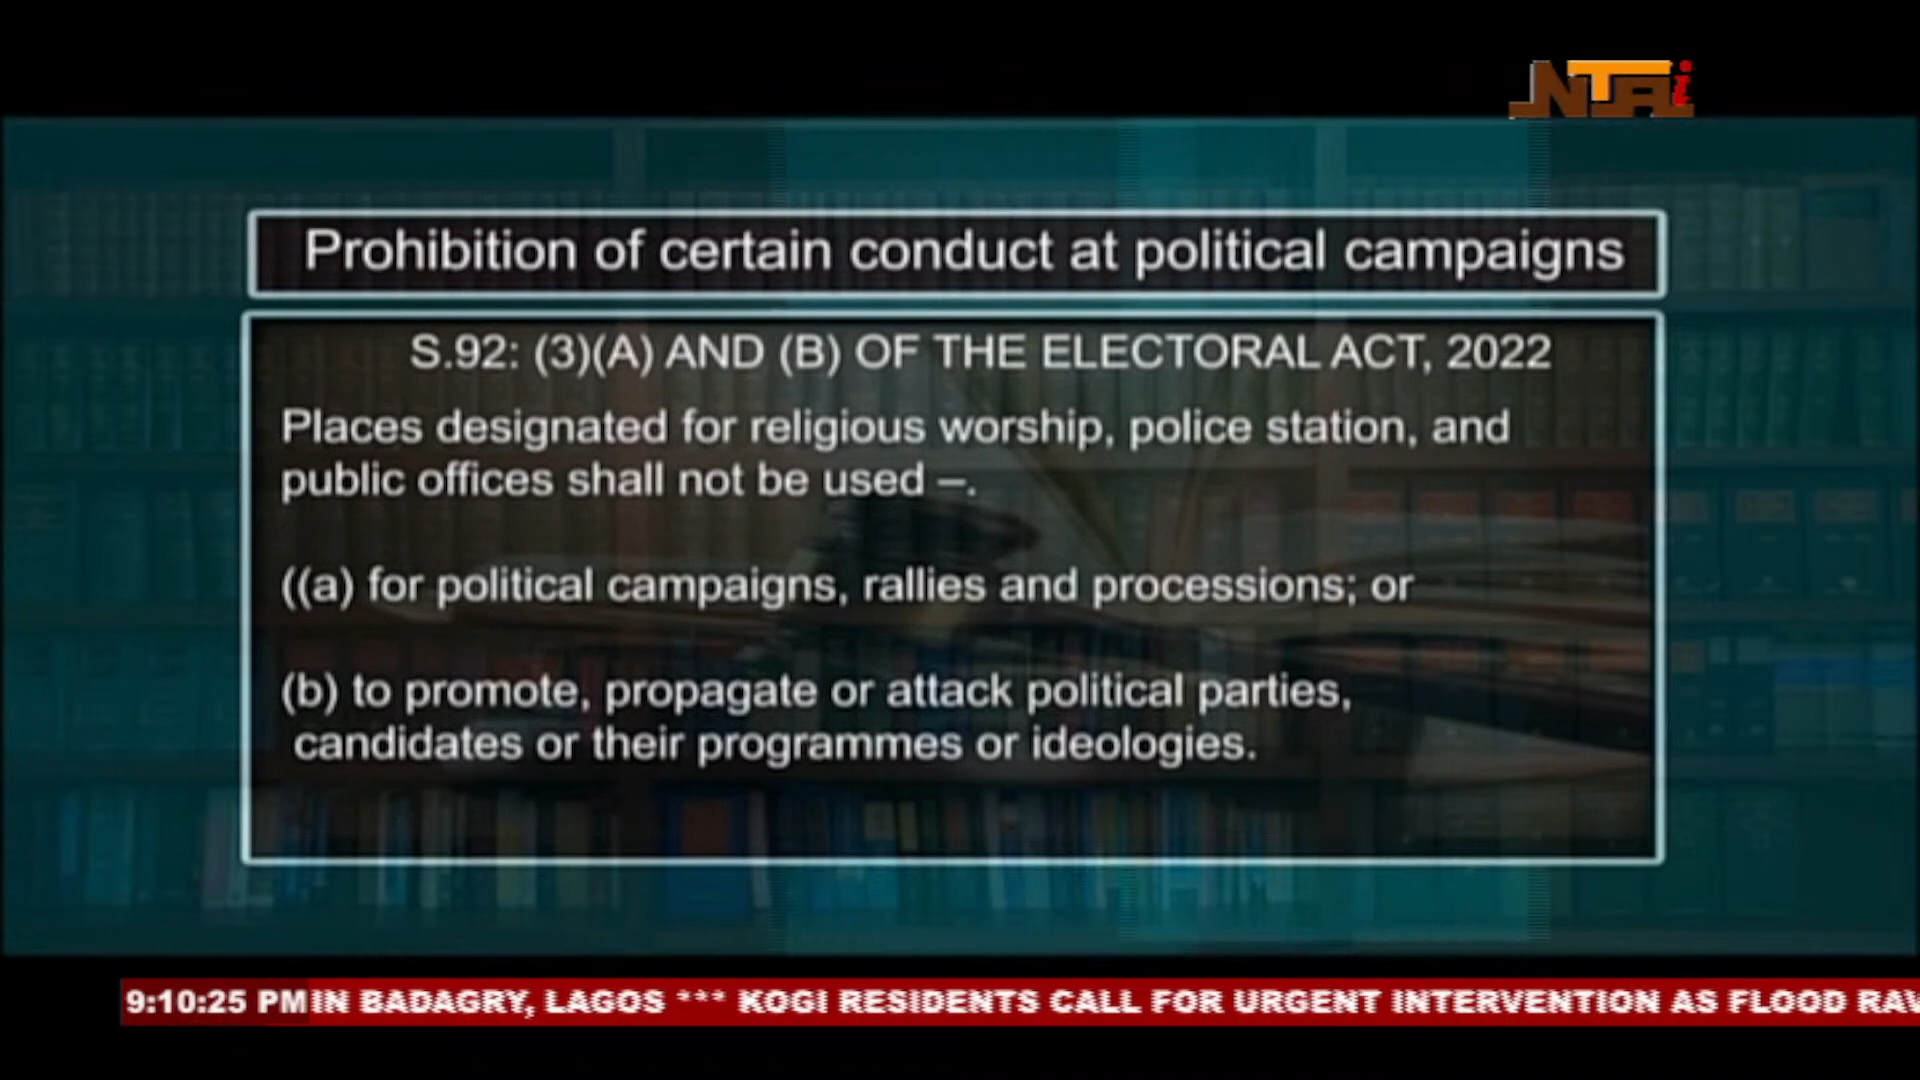 NTAi
Prohibition of certain conduct at political campaigns
S.92: (3)(A) AND (B) OF THE ELECTORAL ACT, 2022
Places designated for religious worship, police station, and
public offices shall not be used –.
((a) for political campaigns, rallies and processions; or
(b) to promote, propagate or attack political parties,
candidates or their programmes or ideologies.
9:10:25 PM IN BADAGRY, LAGOS *** KOGI RESIDENTS CALL FOR URGENT INTERVENTION AS FLOOD RAV